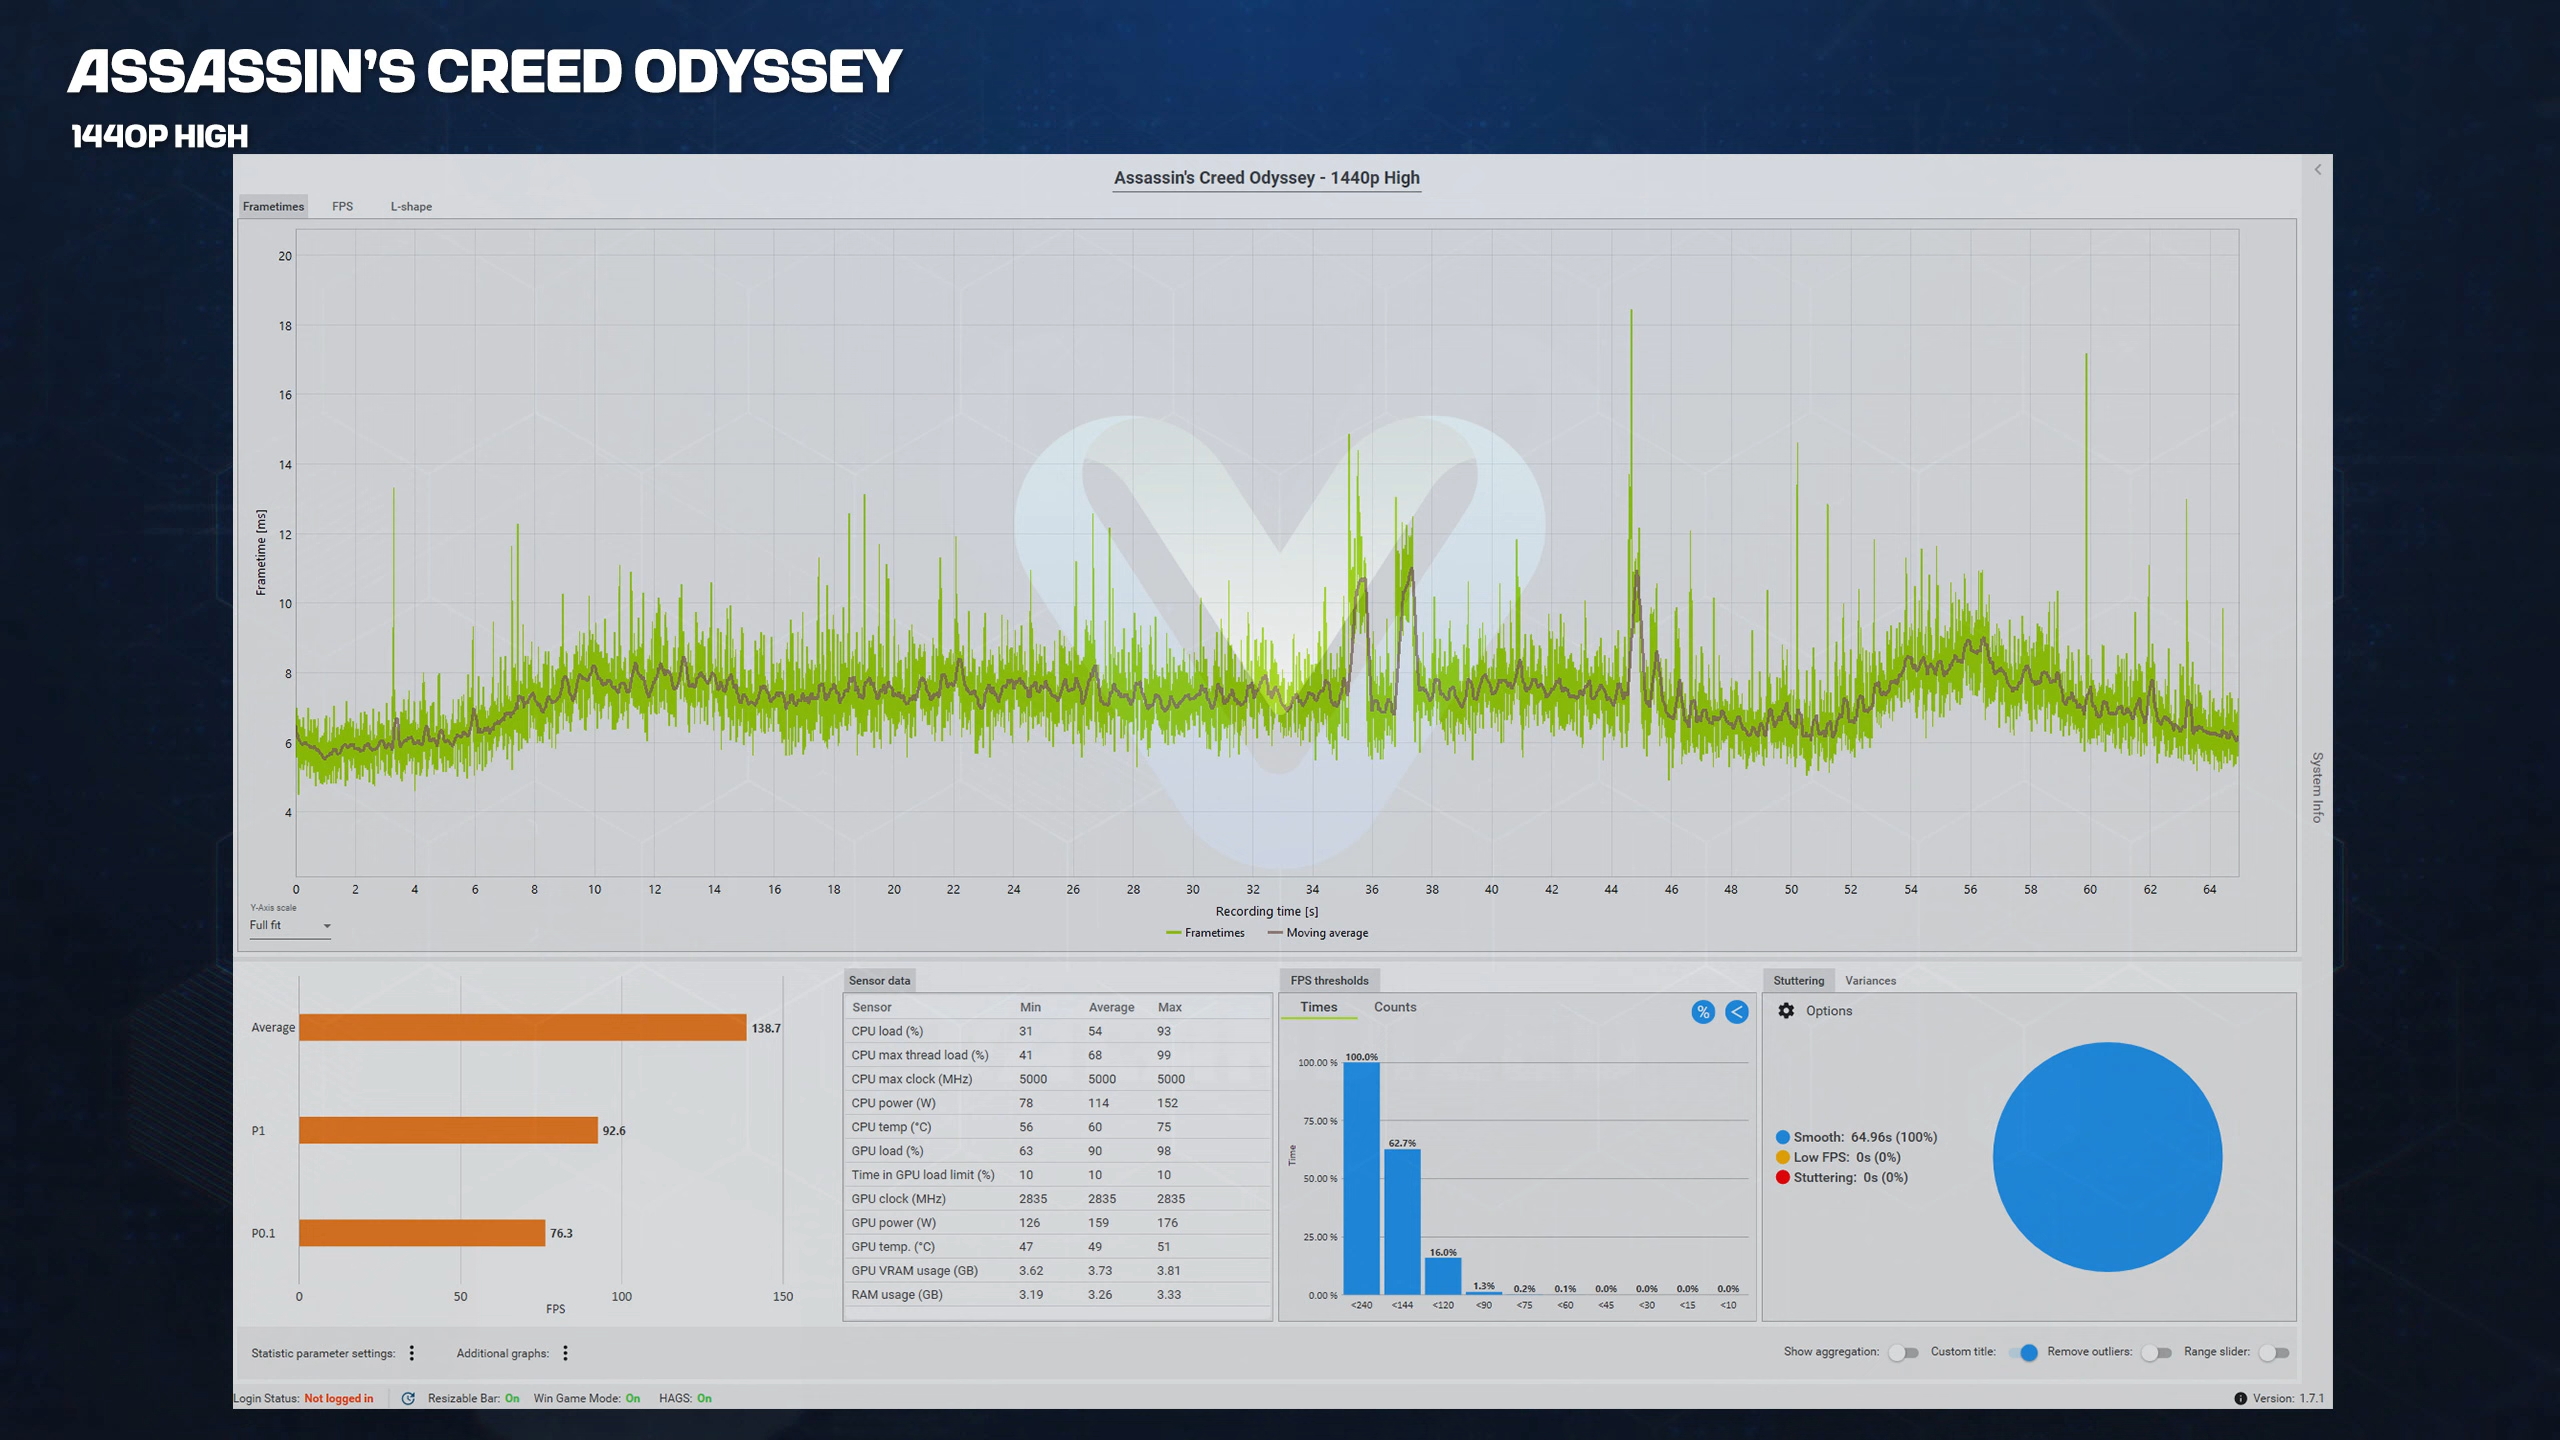 ASSASSIN'S CREED ODYSSEY
1440P HIGH
Assassin's Creed Odyssey - 1440p High
Frametimes FPS L-shape
20
18
16
14
12
10
8
6
4
Frametime [ms]
0 2 4 6 8 10 12 14 16 18 20 22 24 26 28 30 32 34 36 38 40 42 44 46 48 50 52 54 56 58 60 62 64
Recording time [s]
Frametimes Moving average
Y-Axis scale
Full fit
System Info
Average 138.7
P1 92.6
P0.1 76.3
0 50 100 150
FPS
Sensor data
Sensor Min Average Max
CPU load (%) 31 54 93
CPU max thread load (%) 41 68 99
CPU max clock (MHz) 5000 5000 5000
CPU power (W) 78 114 152
CPU temp (°C) 56 60 75
GPU load (%) 63 90 98
Time in GPU load limit (%) 10 10 10
GPU clock (MHz) 2835 2835 2835
GPU power (W) 126 159 176
GPU temp. (°C) 47 49 51
GPU VRAM usage (GB) 3.62 3.73 3.81
RAM usage (GB) 3.19 3.26 3.33
FPS thresholds
Times Counts
% <
100.00 %
75.00 %
50.00 %
25.00 %
0.00 %
Time
100.0% 62.7% 16.0% 1.3% 0.2% 0.1% 0.0% 0.0% 0.0% 0.0%
<240 <144 <120 <90 <75 <60 <45 <30 <15 <10
Stuttering Variances
Options
Smooth: 64.96s (100%)
Low FPS: 0s (0%)
Stuttering: 0s (0%)
Statistic parameter settings: Additional graphs:
Show aggregation: Custom title: Remove outliers: Range slider:
Login Status: Not logged in Resizable Bar: On Win Game Mode: On HAGS: On
Version: 1.7.1